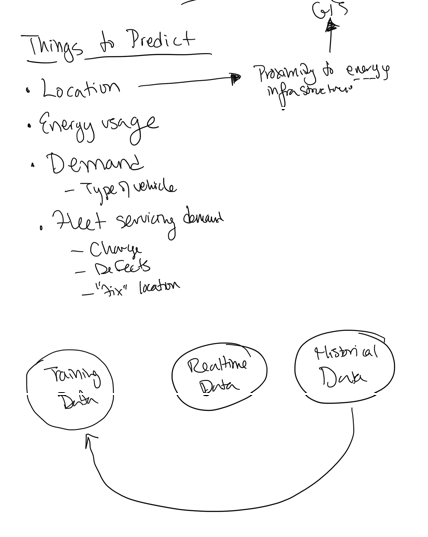 GIS
Things to Predict
Proximity to energy
infrastructure
• Location
• Energy usage
• Demand
– Type of vehicle
• Fleet servicing demand
– Charge
– Defects
– "Fix" location
Training
Data
Realtime
Data
Historical
Data